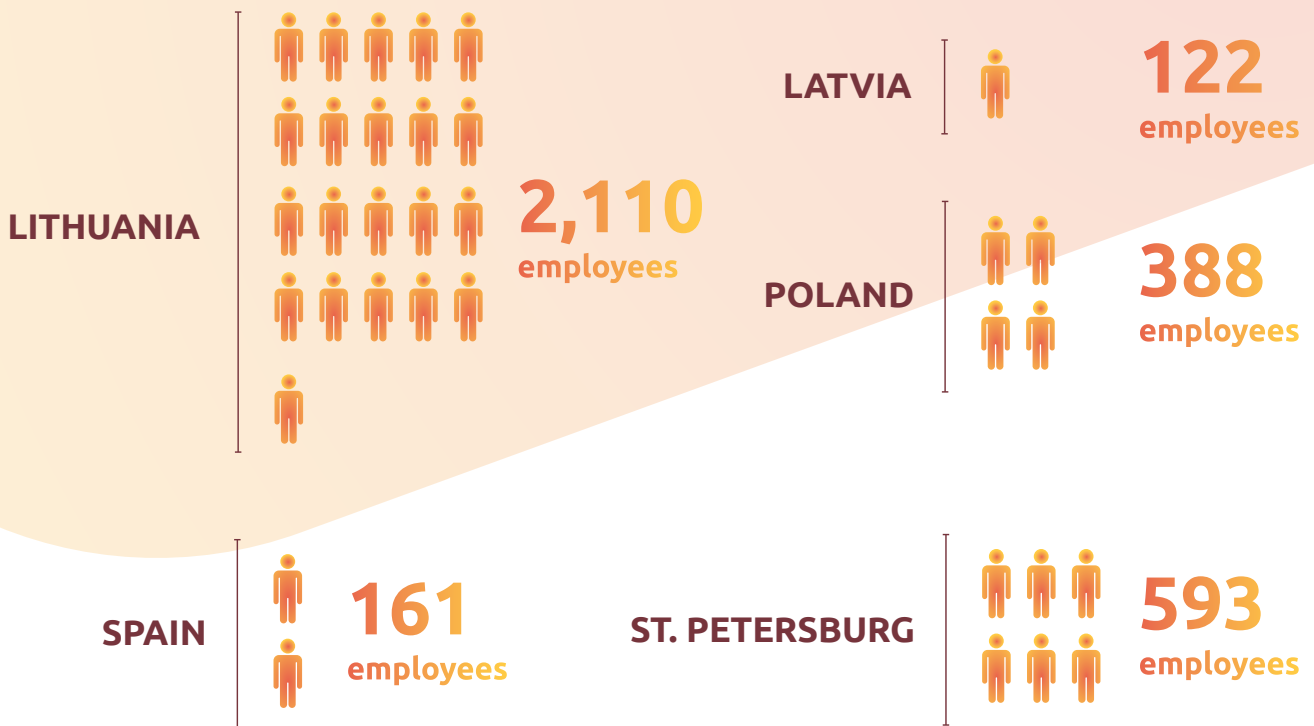 LITHUANIA
2,110
employees
LATVIA
122
employees
POLAND
388
employees
SPAIN
161
employees
ST. PETERSBURG
593
employees